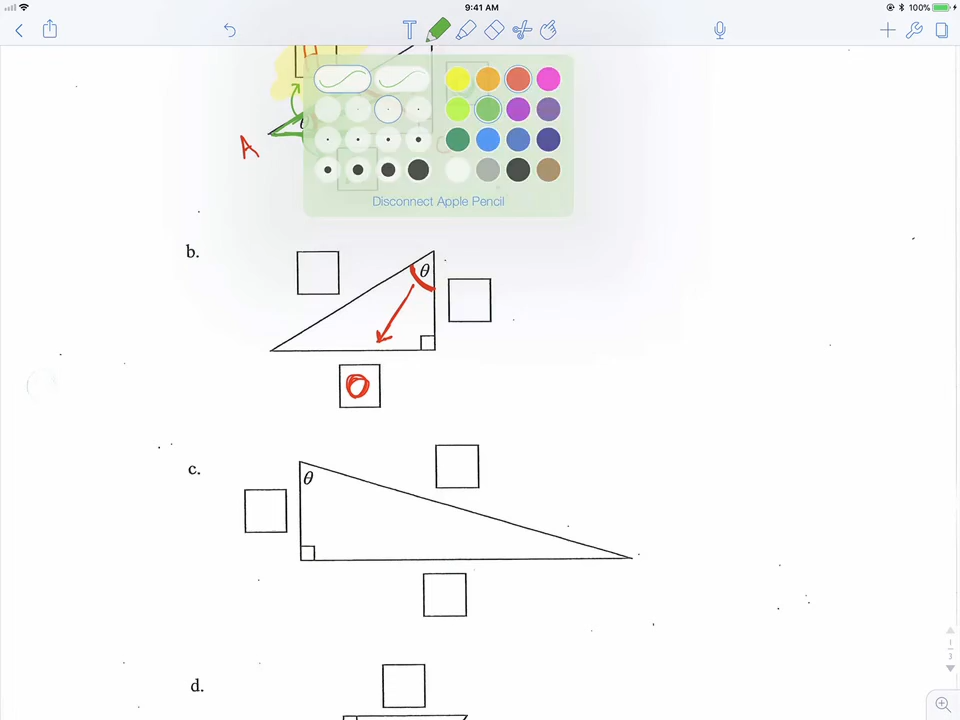 9:41 AM
100%
T
A
Disconnect Apple Pencil
b.
θ
O
c.
θ
d.